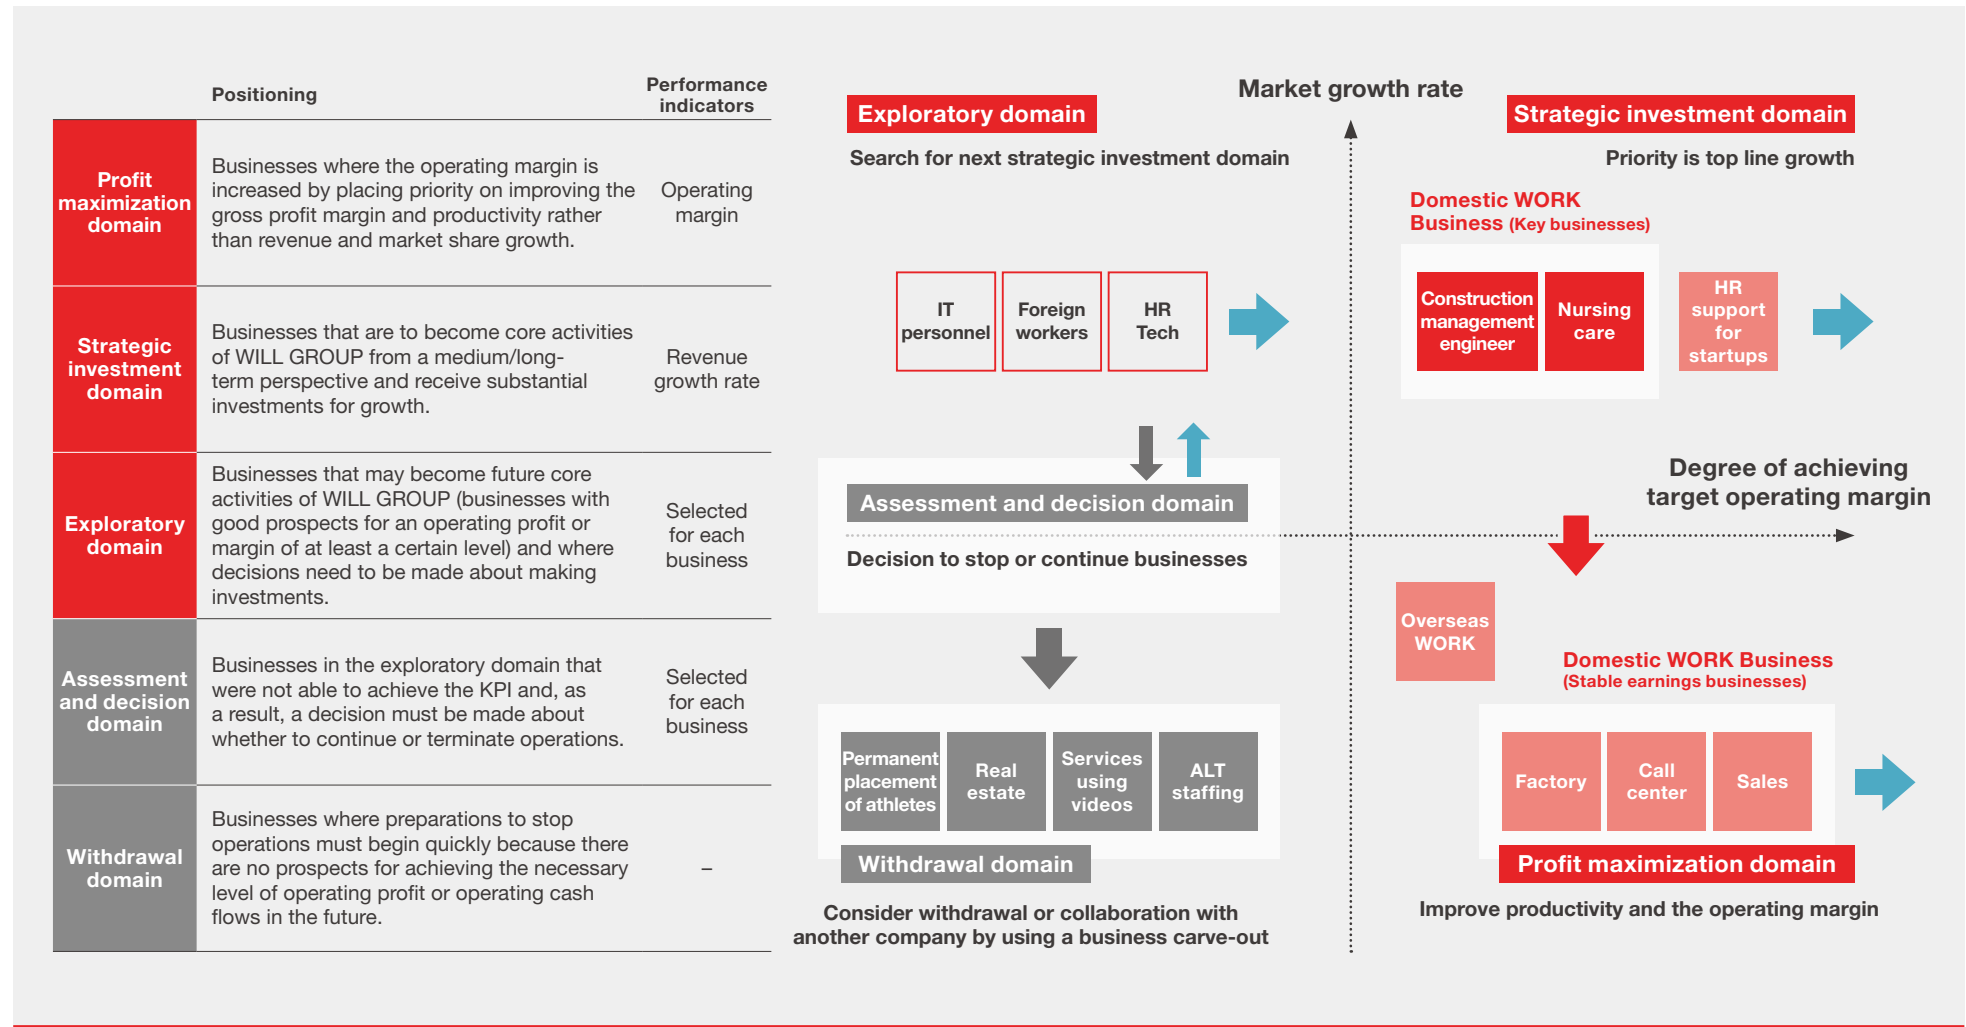 Positioning
Performance
indicators
Profit
maximization
domain
Businesses where the operating margin is
increased by placing priority on improving the
gross profit margin and productivity rather
than revenue and market share growth.
Operating
margin
Strategic
investment
domain
Businesses that are to become core activities
of WILL GROUP from a medium/long-
term perspective and receive substantial
investments for growth.
Revenue
growth rate
Exploratory
domain
Businesses that may become future core
activities of WILL GROUP (businesses with
good prospects for an operating profit or
margin of at least a certain level) and where
decisions need to be made about making
investments.
Selected
for each
business
Assessment
and decision
domain
Businesses in the exploratory domain that
were not able to achieve the KPI and, as
a result, a decision must be made about
whether to continue or terminate operations.
Selected
for each
business
Withdrawal
domain
Businesses where preparations to stop
operations must begin quickly because there
are no prospects for achieving the necessary
level of operating profit or operating cash
flows in the future.
–
Market growth rate
Exploratory domain
Search for next strategic investment domain
IT
personnel
Foreign
workers
HR
Tech
Strategic investment domain
Priority is top line growth
Domestic WORK
Business (Key businesses)
Construction
management
engineer
Nursing
care
HR
support
for
startups
Degree of achieving
target operating margin
Assessment and decision domain
Decision to stop or continue businesses
Overseas
WORK
Domestic WORK Business
(Stable earnings businesses)
Permanent
placement
of athletes
Real
estate
Services
using
videos
ALT
staffing
Withdrawal domain
Consider withdrawal or collaboration with
another company by using a business carve-out
Factory
Call
center
Sales
Profit maximization domain
Improve productivity and the operating margin